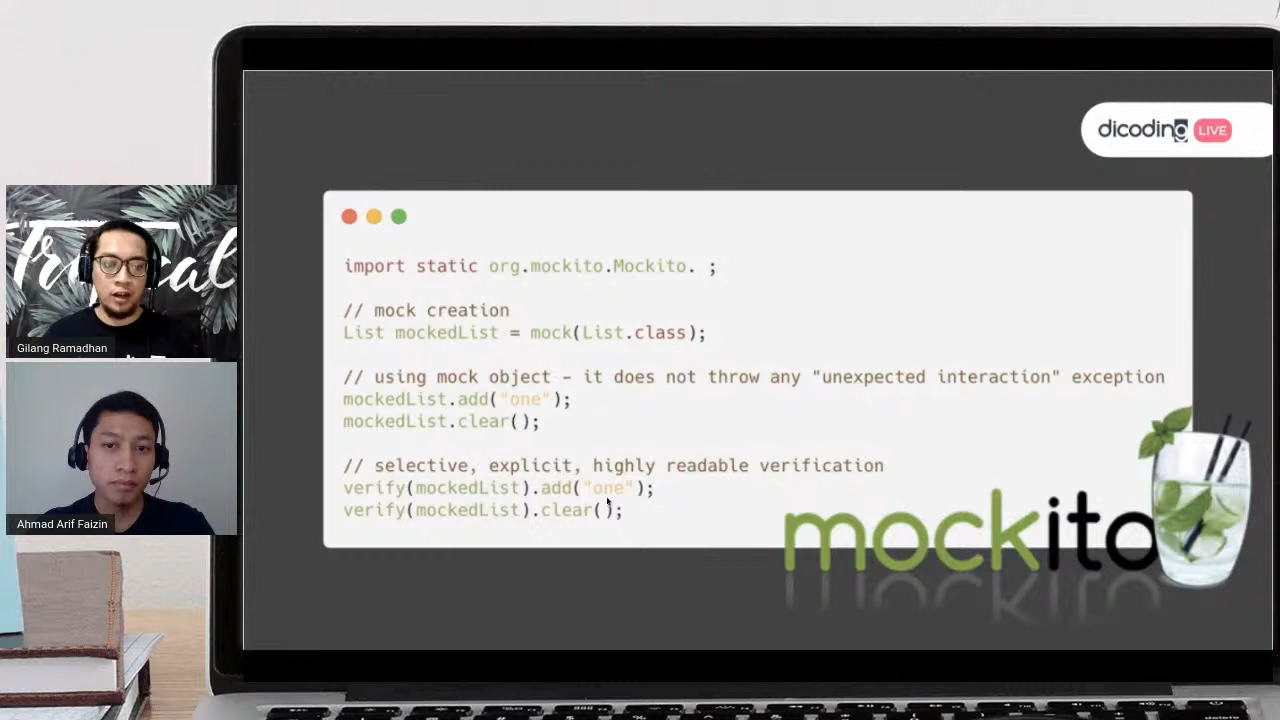 dicoding LIVE
import static org.mockito.Mockito. ;
// mock creation
List mockedList = mock(List.class);
// using mock object - it does not throw any "unexpected interaction" exception
mockedList.add("one");
mockedList.clear();
// selective, explicit, highly readable verification
verify(mockedList).add("one");
verify(mockedList).clear();
mockito
Tropical
Gilang Ramadhan
Ahmad Arif Faizin